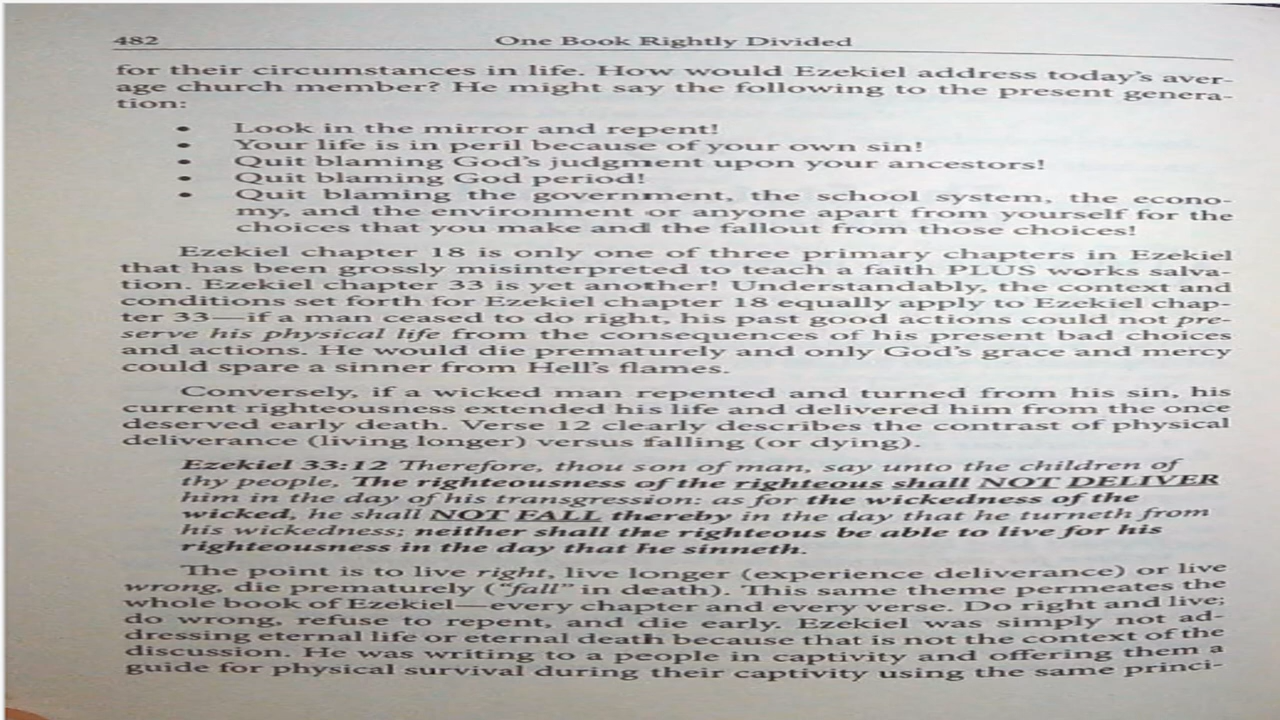 482 One Book Rightly Divided
for their circumstances in life. How would Ezekiel address today's aver-
age church member? He might say the following to the present genera-
tion:
• Look in the mirror and repent!
• Your life is in peril because of your own sin!
• Quit blaming God's judgment upon your ancestors!
• Quit blaming God period!
• Quit blaming the government, the school system, the econo-
my, and the environment or anyone apart from yourself for the
choices that you make and the fallout from those choices!
Ezekiel chapter 18 is only one of three primary chapters in Ezekiel
that has been grossly misinterpreted to teach a faith PLUS works salva-
tion. Ezekiel chapter 33 is yet another! Understandably, the context and
conditions set forth for Ezekiel chapter 18 equally apply to Ezekiel chap-
ter 33—if a man ceased to do right, his past good actions could not pre-
serve his physical life from the consequences of his present bad choices
and actions. He would die prematurely and only God's grace and mercy
could spare a sinner from Hell's flames.
Conversely, if a wicked man repented and turned from his sin, his
current righteousness extended his life and delivered him from the once
deserved early death. Verse 12 clearly describes the contrast of physical
deliverance (living longer) versus falling (or dying).
Ezekiel 33:12 Therefore, thou son of man, say unto the children of
thy people, The righteousness of the righteous shall NOT DELIVER
him in the day of his transgression: as for the wickedness of the
wicked, he shall NOT FALL thereby in the day that he turneth from
his wickedness; neither shall the righteous be able to live for his
righteousness in the day that he sinneth.
The point is to live right, live longer (experience deliverance) or live
wrong, die prematurely ("fall" in death). This same theme permeates the
whole book of Ezekiel—every chapter and every verse. Do right and live;
do wrong, refuse to repent, and die early. Ezekiel was simply not ad-
dressing eternal life or eternal death because that is not the context of the
discussion. He was writing to a people in captivity and offering them a
guide for physical survival during their captivity using the same princi-